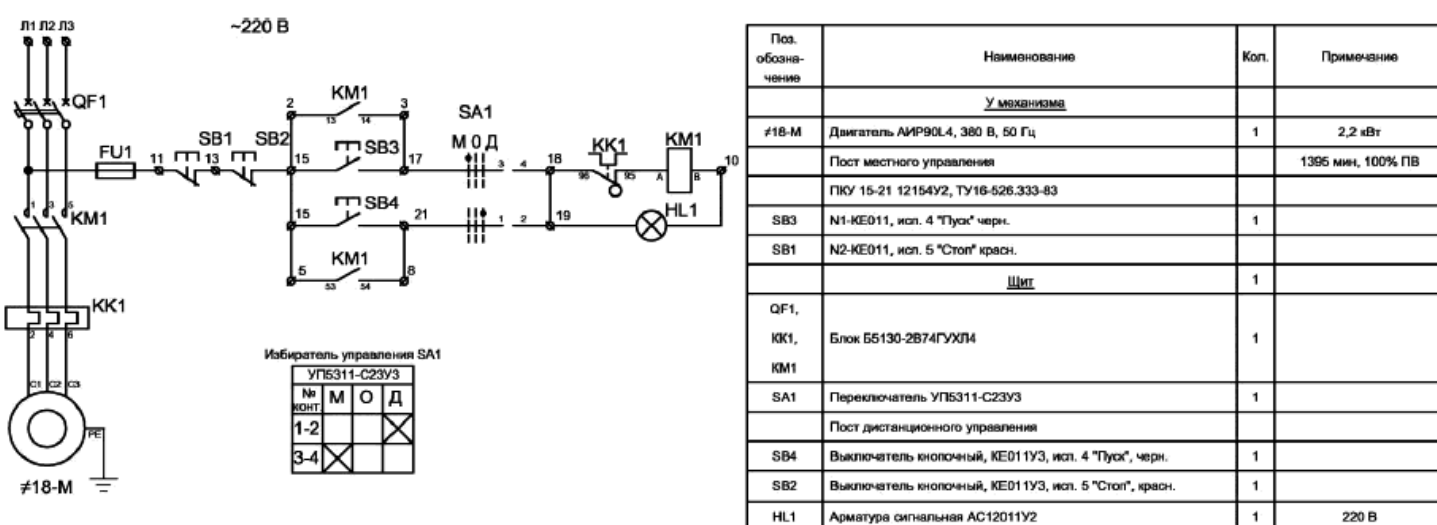 Л1 Л2 Л3
~220 В
QF1
FU1
11
SB1
13
SB2
2
KM1
3
13
14
15
SB3
17
SA1
М 0 Д
3
4
18
KK1
96
95
KM1
A
B
10
15
SB4
21
1
2
19
HL1
KM1
5
8
53
54
1
3
5
KM1
KK1
2
4
6
C1
C2
C3
PE
≠18-М
Избиратель управления SA1
УП5311-С23У3
№ конт.
М
О
Д
1-2
3-4
Поз. обозна-чение
Наименование
Кол.
Примечание
У механизма
≠18-М Двигатель АИР90L4, 380 В, 50 Гц 1 2,2 кВт
Пост местного управления 1395 мин, 100% ПВ
ПКУ 15-21 12154У2, ТУ16-526.333-83
SB3 N1-КЕ011, исп. 4 "Пуск" черн. 1
SB1 N2-КЕ011, исп. 5 "Стоп" красн.
Щит 1
QF1,
KK1, Блок Б5130-2В74ГУХЛ4 1
KM1
SA1 Переключатель УП5311-С23У3 1
Пост дистанционного управления
SB4 Выключатель кнопочный, КЕ011У3, исп. 4 "Пуск", черн. 1
SB2 Выключатель кнопочный, КЕ011У3, исп. 5 "Стоп", красн. 1
HL1 Арматура сигнальная АС12011У2 1 220 В